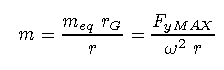 m = \frac{m_{eq} \; r_G}{r} = \frac{F_{yMAX}}{\omega^2 \; r}